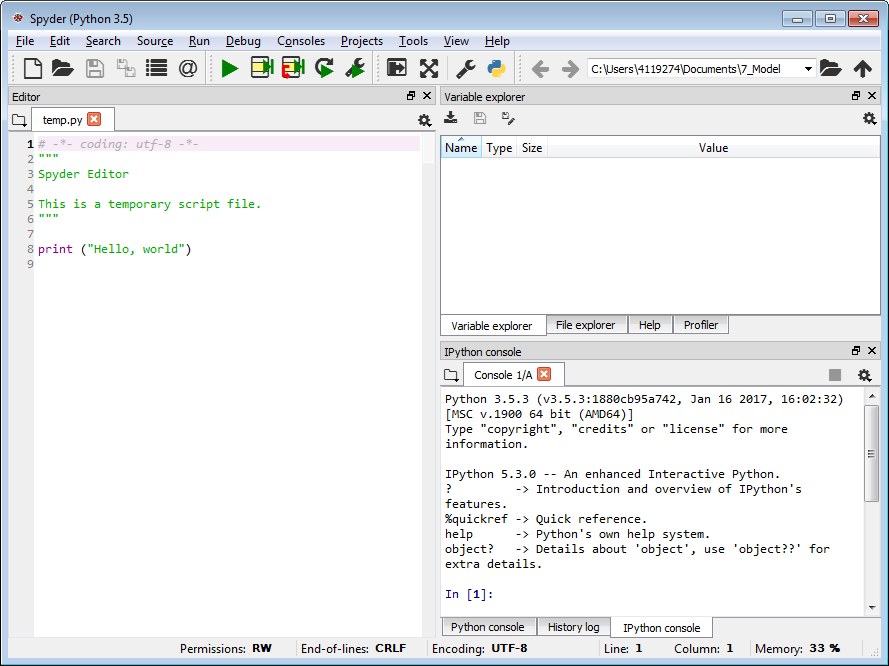 Spyder (Python 3.5)
File Edit Search Source Run Debug Consoles Projects Tools View Help
C:\Users\4119274\Documents\7_Model
Editor
temp.py
1 # -*- coding: utf-8 -*-
2 """
3 Spyder Editor
4
5 This is a temporary script file.
6 """
7
8 print ("Hello, world")
9
Variable explorer
Name Type Size Value
Variable explorer File explorer Help Profiler
IPython console
Console 1/A
Python 3.5.3 (v3.5.3:1880cb95a742, Jan 16 2017, 16:02:32)
[MSC v.1900 64 bit (AMD64)]
Type "copyright", "credits" or "license" for more
information.
IPython 5.3.0 -- An enhanced Interactive Python.
? -> Introduction and overview of IPython's
features.
%quickref -> Quick reference.
help -> Python's own help system.
object? -> Details about 'object', use 'object??' for
extra details.
In [1]:
Python console History log IPython console
Permissions: RW End-of-lines: CRLF Encoding: UTF-8 Line: 1 Column: 1 Memory: 33 %